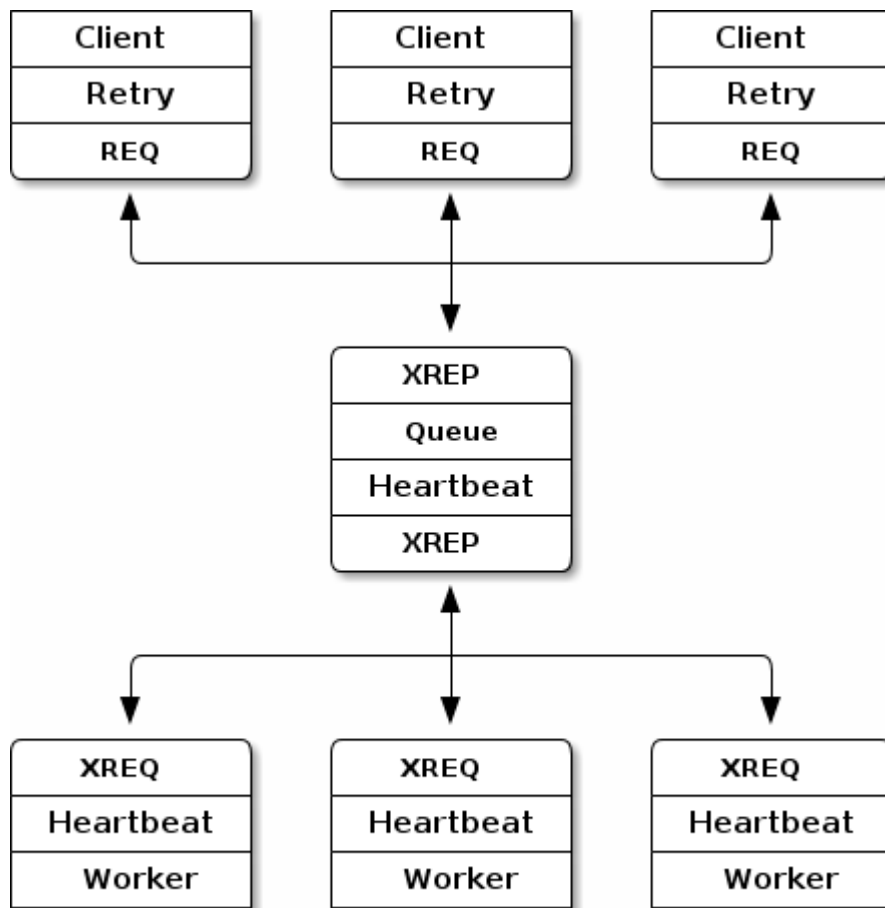 Client Client Client
Retry Retry Retry
REQ REQ REQ
XREP
Queue
Heartbeat
XREP
XREQ XREQ XREQ
Heartbeat Heartbeat Heartbeat
Worker Worker Worker